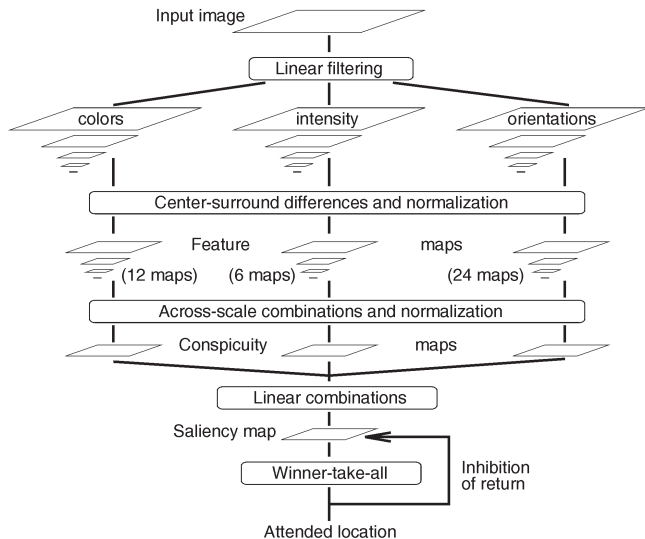 Input image
Linear filtering
colors
intensity
orientations
Center-surround differences and normalization
Feature maps
(12 maps)
(6 maps)
(24 maps)
Across-scale combinations and normalization
Conspicuity maps
Linear combinations
Saliency map
Winner-take-all
Inhibition
of return
Attended location